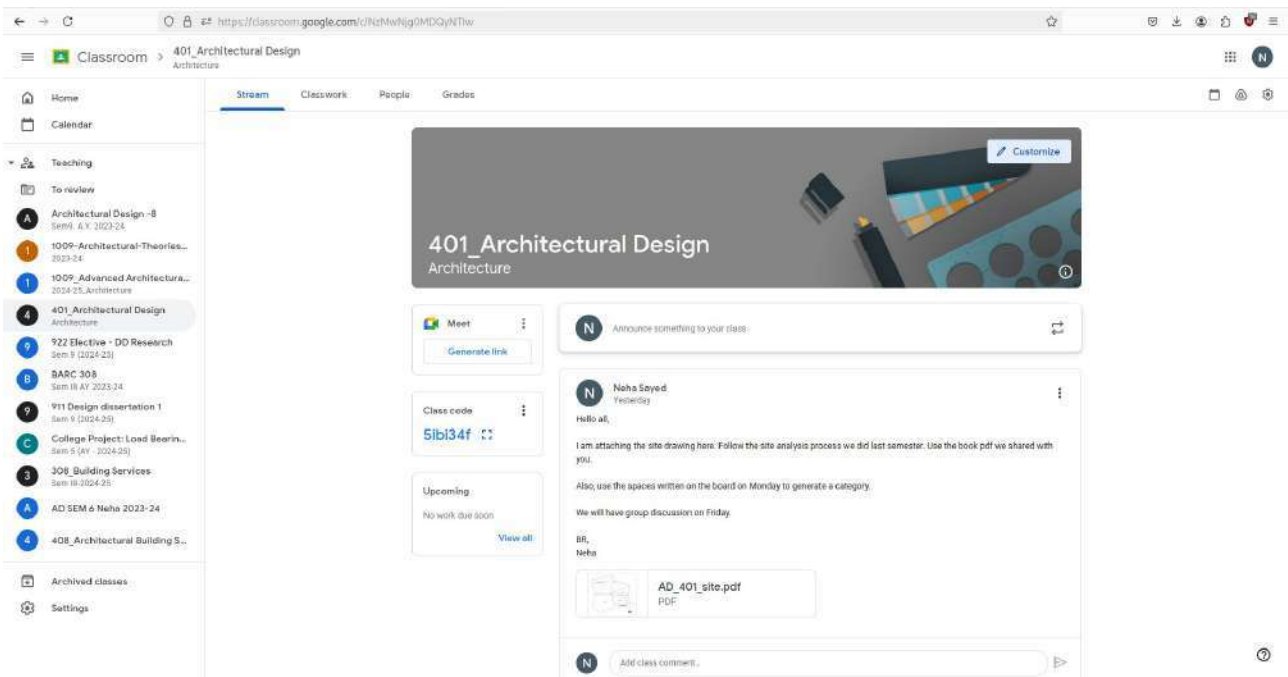 https://classroom.google.com/c/NzMwNjg0MDQyNTIw
Classroom > 401_Architectural Design
Architecture
N
Home
Calendar
Teaching
To review
A
Architectural Design -8
2023-24
1
1009-Architectural-Theories...
2023-24
1
1009_Advanced Architectura...
2024-25_Architecture
4
401_Architectural Design
Architecture
9
922 Elective - DD Research
Sem 9 (2024-25)
B
BARC 308
Sem III AY 2023-24
9
911 Design dissertation 1
Sem 9 (2024-25)
C
College Project: Load Bearin...
Sem 5 (AY - 2024-25)
3
308_Building Services
Sem III-2024-25
A
AD SEM 6 Neha 2023-24
4
408_Architectural Building S...
Archived classes
Settings
Stream Classwork People Grades
Customize
401_Architectural Design
Architecture
Meet
Generate link
Class code
5ibi34f
Upcoming
No work due soon
View all
N
Announce something to your class
N
Neha Sayed
Yesterday
Hello all,
I am attaching the site drawing here. Follow the site analysis process we did last semester. Use the book pdf we shared with
you.
Also, use the spaces written on the board on Monday to generate a category.
We will have group discussion on Friday.
BR,
Neha
AD_401_site.pdf
PDF
N
Add class comment...